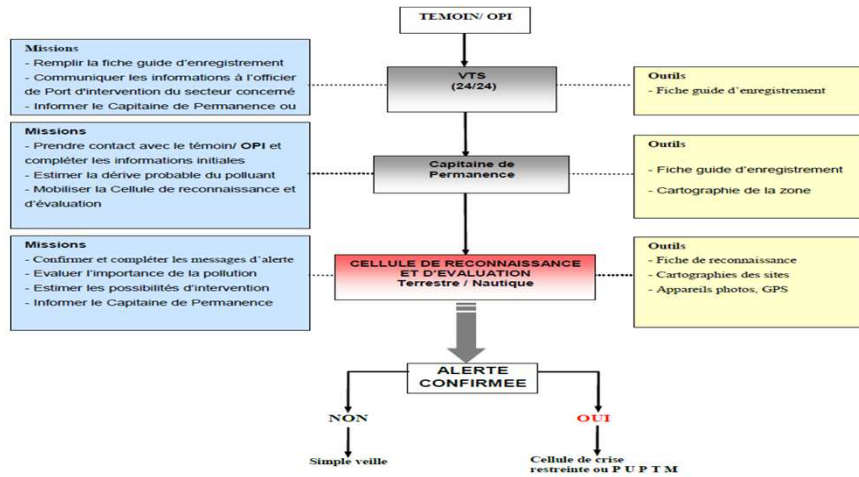 TEMOIN/ OPI
Missions
- Remplir la fiche guide d'enregistrement
- Communiquer les informations à l'officier
de Port d'intervention du secteur concerné
- Informer le Capitaine de Permanence ou
VTS
(24/24)
Outils
- Fiche guide d'enregistrement
Missions
- Prendre contact avec le témoin/ OPI et
compléter les informations initiales
- Estimer la dérive probable du polluant
- Mobiliser la Cellule de reconnaissance et
d'évaluation
Capitaine de
Permanence
Outils
- Fiche guide d'enregistrement
- Cartographie de la zone
Missions
- Confirmer et compléter les messages d'alerte
- Evaluer l'importance de la pollution
- Estimer les possibilités d'intervention
- Informer le Capitaine de Permanence
CELLULE DE RECONNAISSANCE
ET D'EVALUATION
Terrestre / Nautique
Outils
- Fiche de reconnaissance
- Cartographies des sites
- Appareils photos, GPS
ALERTE
CONFIRMEE
NON
OUI
Simple veille
Cellule de crise
restreinte ou P U P T M